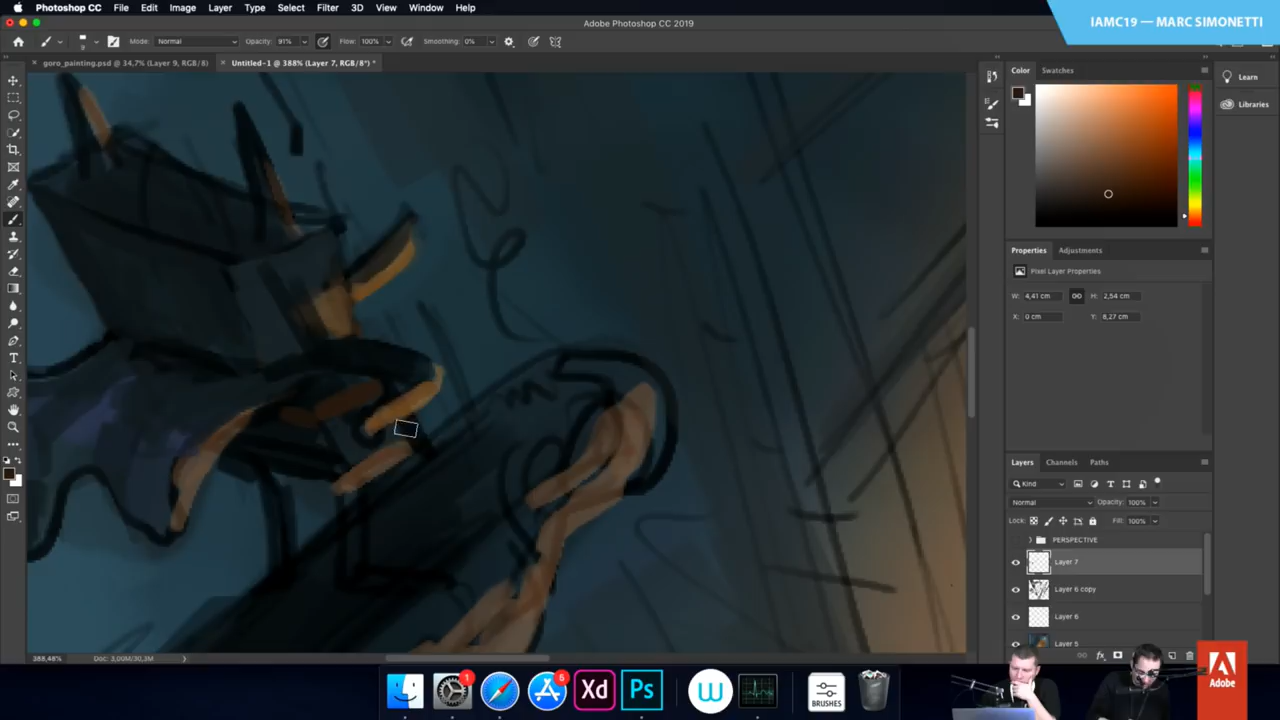 Photoshop CC File Edit Image Layer Type Select Filter 3D View Window Help
Adobe Photoshop CC 2019
IAMC19 — MARC SIMONETTI
Mode: Normal Opacity: 91% Flow: 100% Smoothing: 0%
goro_painting.psd @ 34,7% (Layer 9, RGB/8)
Untitled-1 @ 388% (Layer 7, RGB/8*) *
Color Swatches
Learn
Libraries
Properties Adjustments
Pixel Layer Properties
W: 4,41 cm H: 2,54 cm
X: 0 cm Y: 8,27 cm
Layers Channels Paths
Kind
Normal Opacity: 100%
Lock: Fill: 100%
PERSPECTIVE
Layer 7
Layer 6 copy
Layer 6
Layer 5
388,48% Doc: 3,00M/30,3M
1
6
Xd
Ps
BRUSHES
Adobe